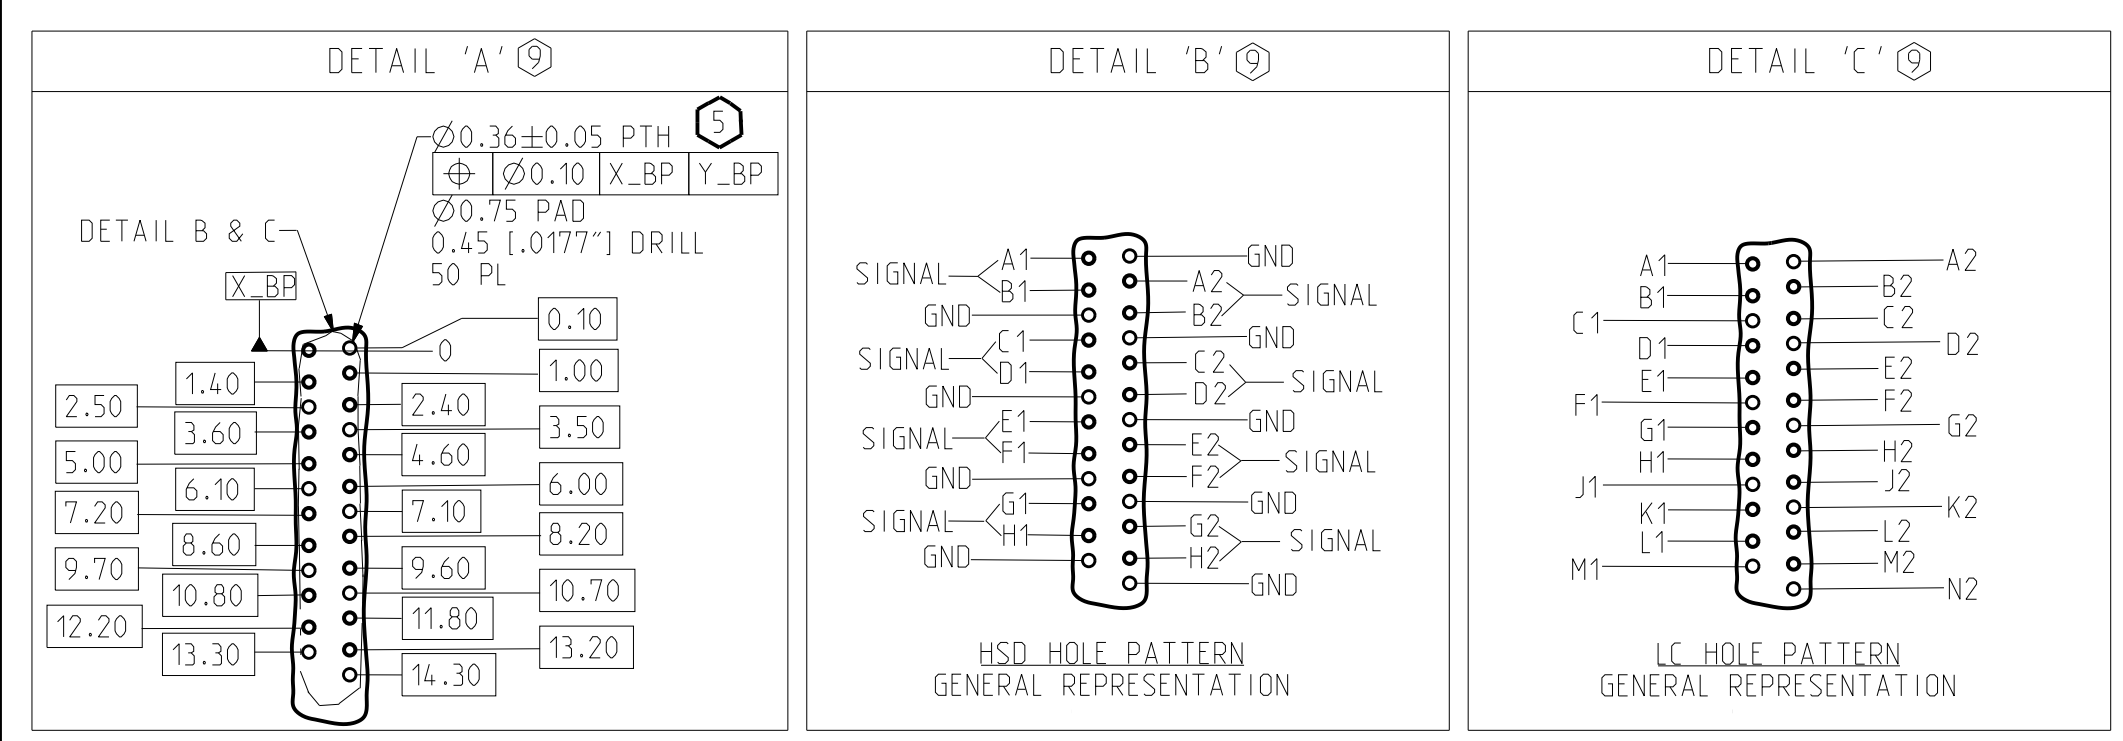 DETAIL 'A' 9
Ø0.36±0.05 PTH 5
⌖ Ø0.10 X_BP Y_BP
Ø0.75 PAD
0.45 [.0177"] DRILL
50 PL
DETAIL B & C
X_BP
0.10
0
1.00
1.40
2.40
2.50
3.50
3.60
4.60
5.00
6.00
6.10
7.10
7.20
8.20
8.60
9.60
9.70
10.70
10.80
11.80
12.20
13.20
13.30
14.30
DETAIL 'B' 9
A1 GND
SIGNAL
B1 A2
SIGNAL
GND B2
C1 GND
SIGNAL
D1 C2
SIGNAL
GND D2
E1 GND
SIGNAL
F1 E2
SIGNAL
GND F2
G1 GND
SIGNAL
H1 G2
SIGNAL
GND H2
GND
HSD HOLE PATTERN
GENERAL REPRESENTATION
DETAIL 'C' 9
A1 A2
B1 B2
C1 C2
D1 D2
E1 E2
F1 F2
G1 G2
H1 H2
J1 J2
K1 K2
L1 L2
M1 M2
N2
LC HOLE PATTERN
GENERAL REPRESENTATION